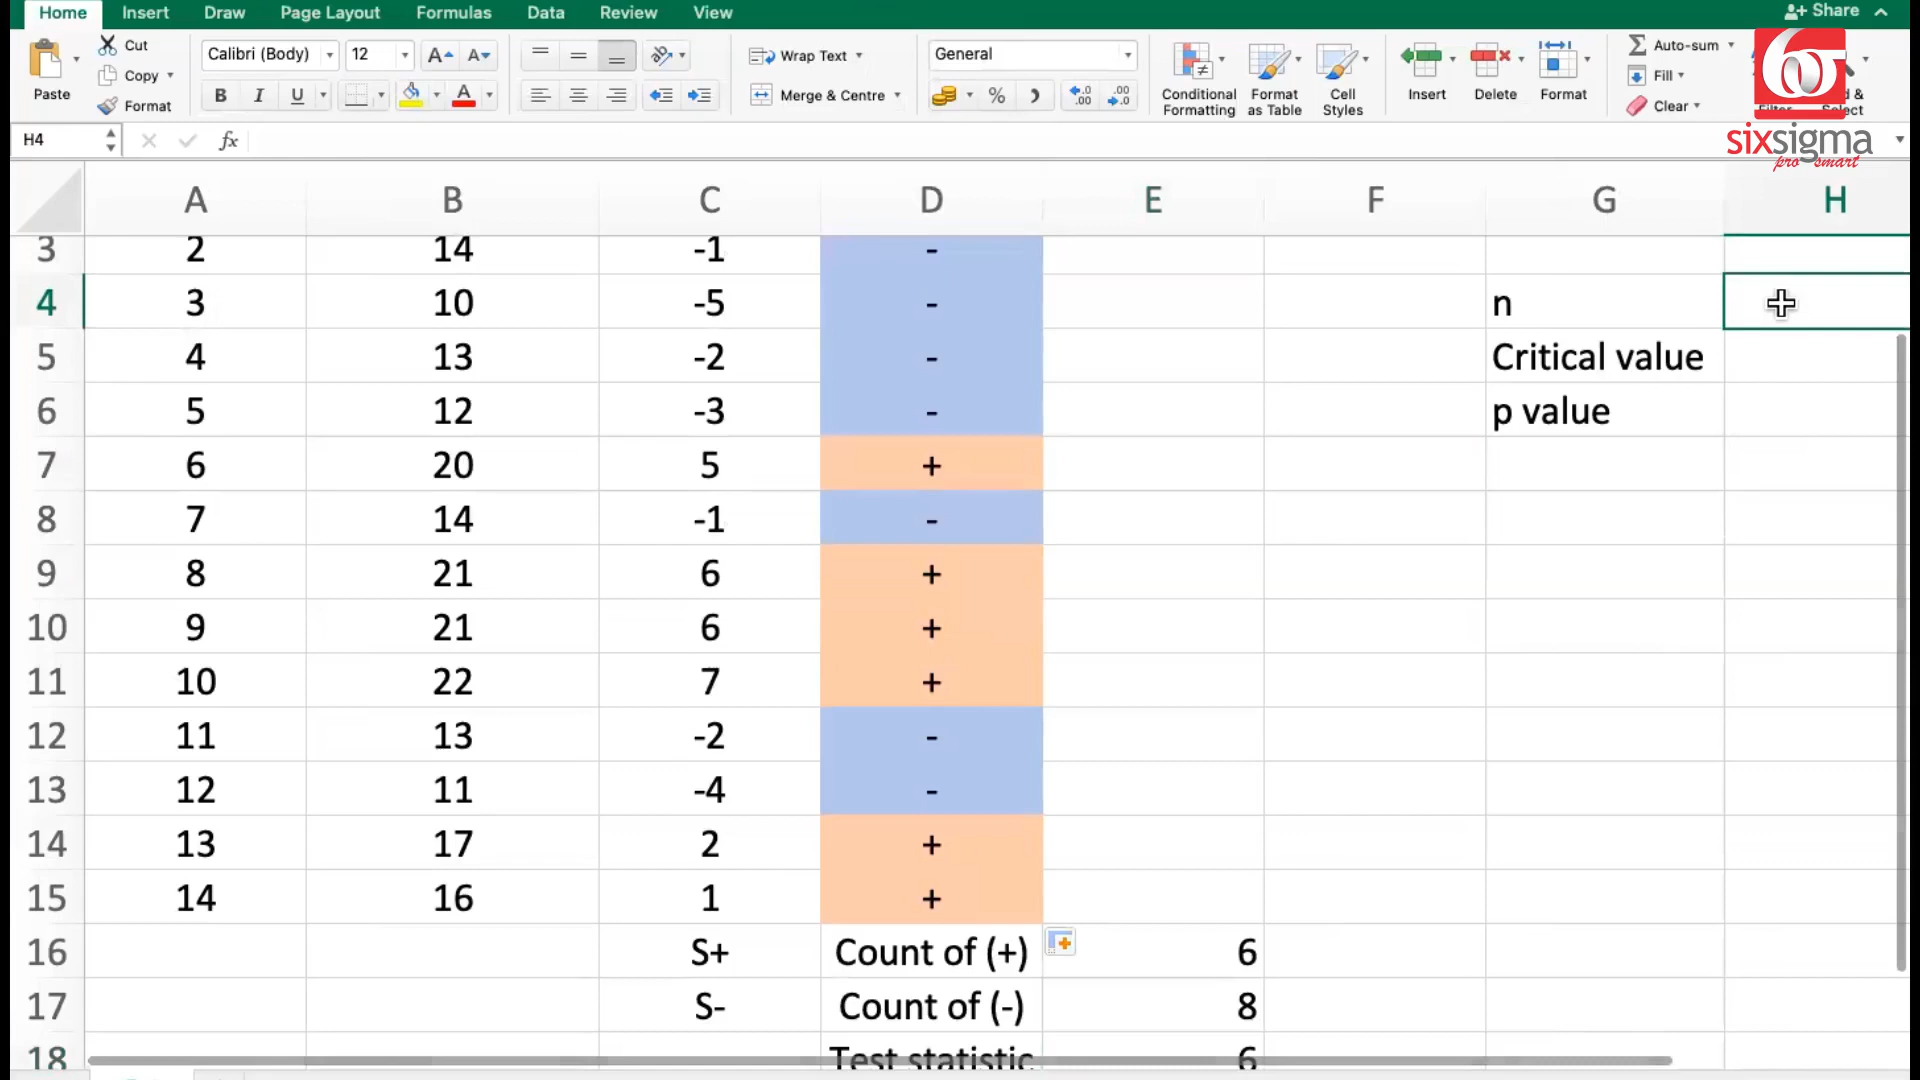 Home Insert Draw Page Layout Formulas Data Review View Share
Cut
Copy
Format
Paste
Calibri (Body) 12
A A
B I U A
Wrap Text
Merge & Centre
General
%
Conditional Formatting
Format as Table
Cell Styles
Insert
Delete
Format
Auto-sum
Fill
Clear
sixsigma
pro smart
H4 fx
A B C D E F G H
3 2 14 -1 -
4 3 10 -5 - n
5 4 13 -2 - Critical value
6 5 12 -3 - p value
7 6 20 5 +
8 7 14 -1 -
9 8 21 6 +
10 9 21 6 +
11 10 22 7 +
12 11 13 -2 -
13 12 11 -4 -
14 13 17 2 +
15 14 16 1 +
16 S+ Count of (+) 6
17 S- Count of (-) 8
18 Test statistic 6